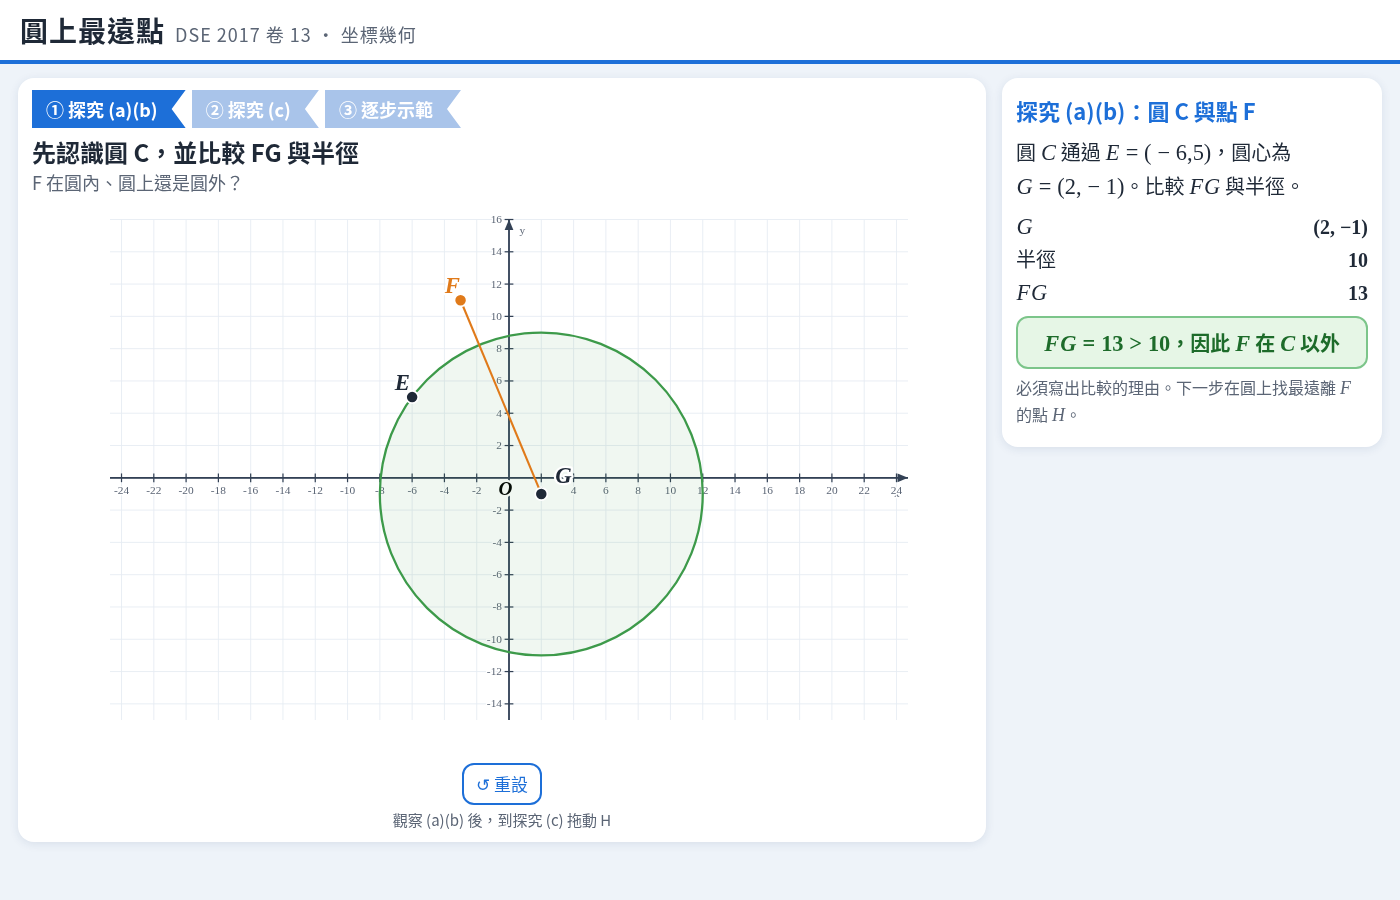 圓上最遠點 DSE 2017 卷 13 · 坐標幾何
① 探究 (a)(b) ② 探究 (c) ③ 逐步示範
先認識圓 C，並比較 FG 與半徑
F 在圓內、圓上還是圓外？
16
y
14
F
12
10
8
E
6
4
2
G
-24 -22 -20 -18 -16 -14 -12 -10 -8 -6 -4 -2 O 4 6 8 10 12 14 16 18 20 22 24
-2
-4
-6
-8
-10
-12
-14
↺ 重設
觀察 (a)(b) 後，到探究 (c) 拖動 H
探究 (a)(b)：圓 C 與點 F
圓 C 通過 E = ( − 6,5)，圓心為
G = (2, − 1)。比較 FG 與半徑。
G (2, −1)
半徑 10
FG 13
FG = 13 > 10，因此 F 在 C 以外
必須寫出比較的理由。下一步在圓上找最遠離 F
的點 H。